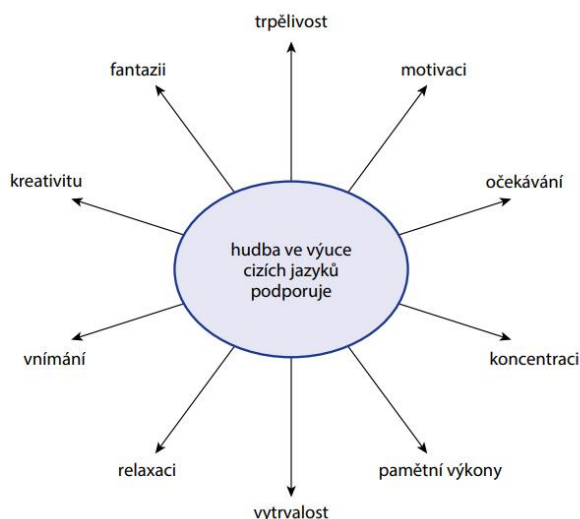 trpělivost
fantazii
motivaci
kreativitu
očekávání
hudba ve výuce
cizích jazyků
podporuje
vnímání
koncentraci
relaxaci
pamětní výkony
vytrvalost